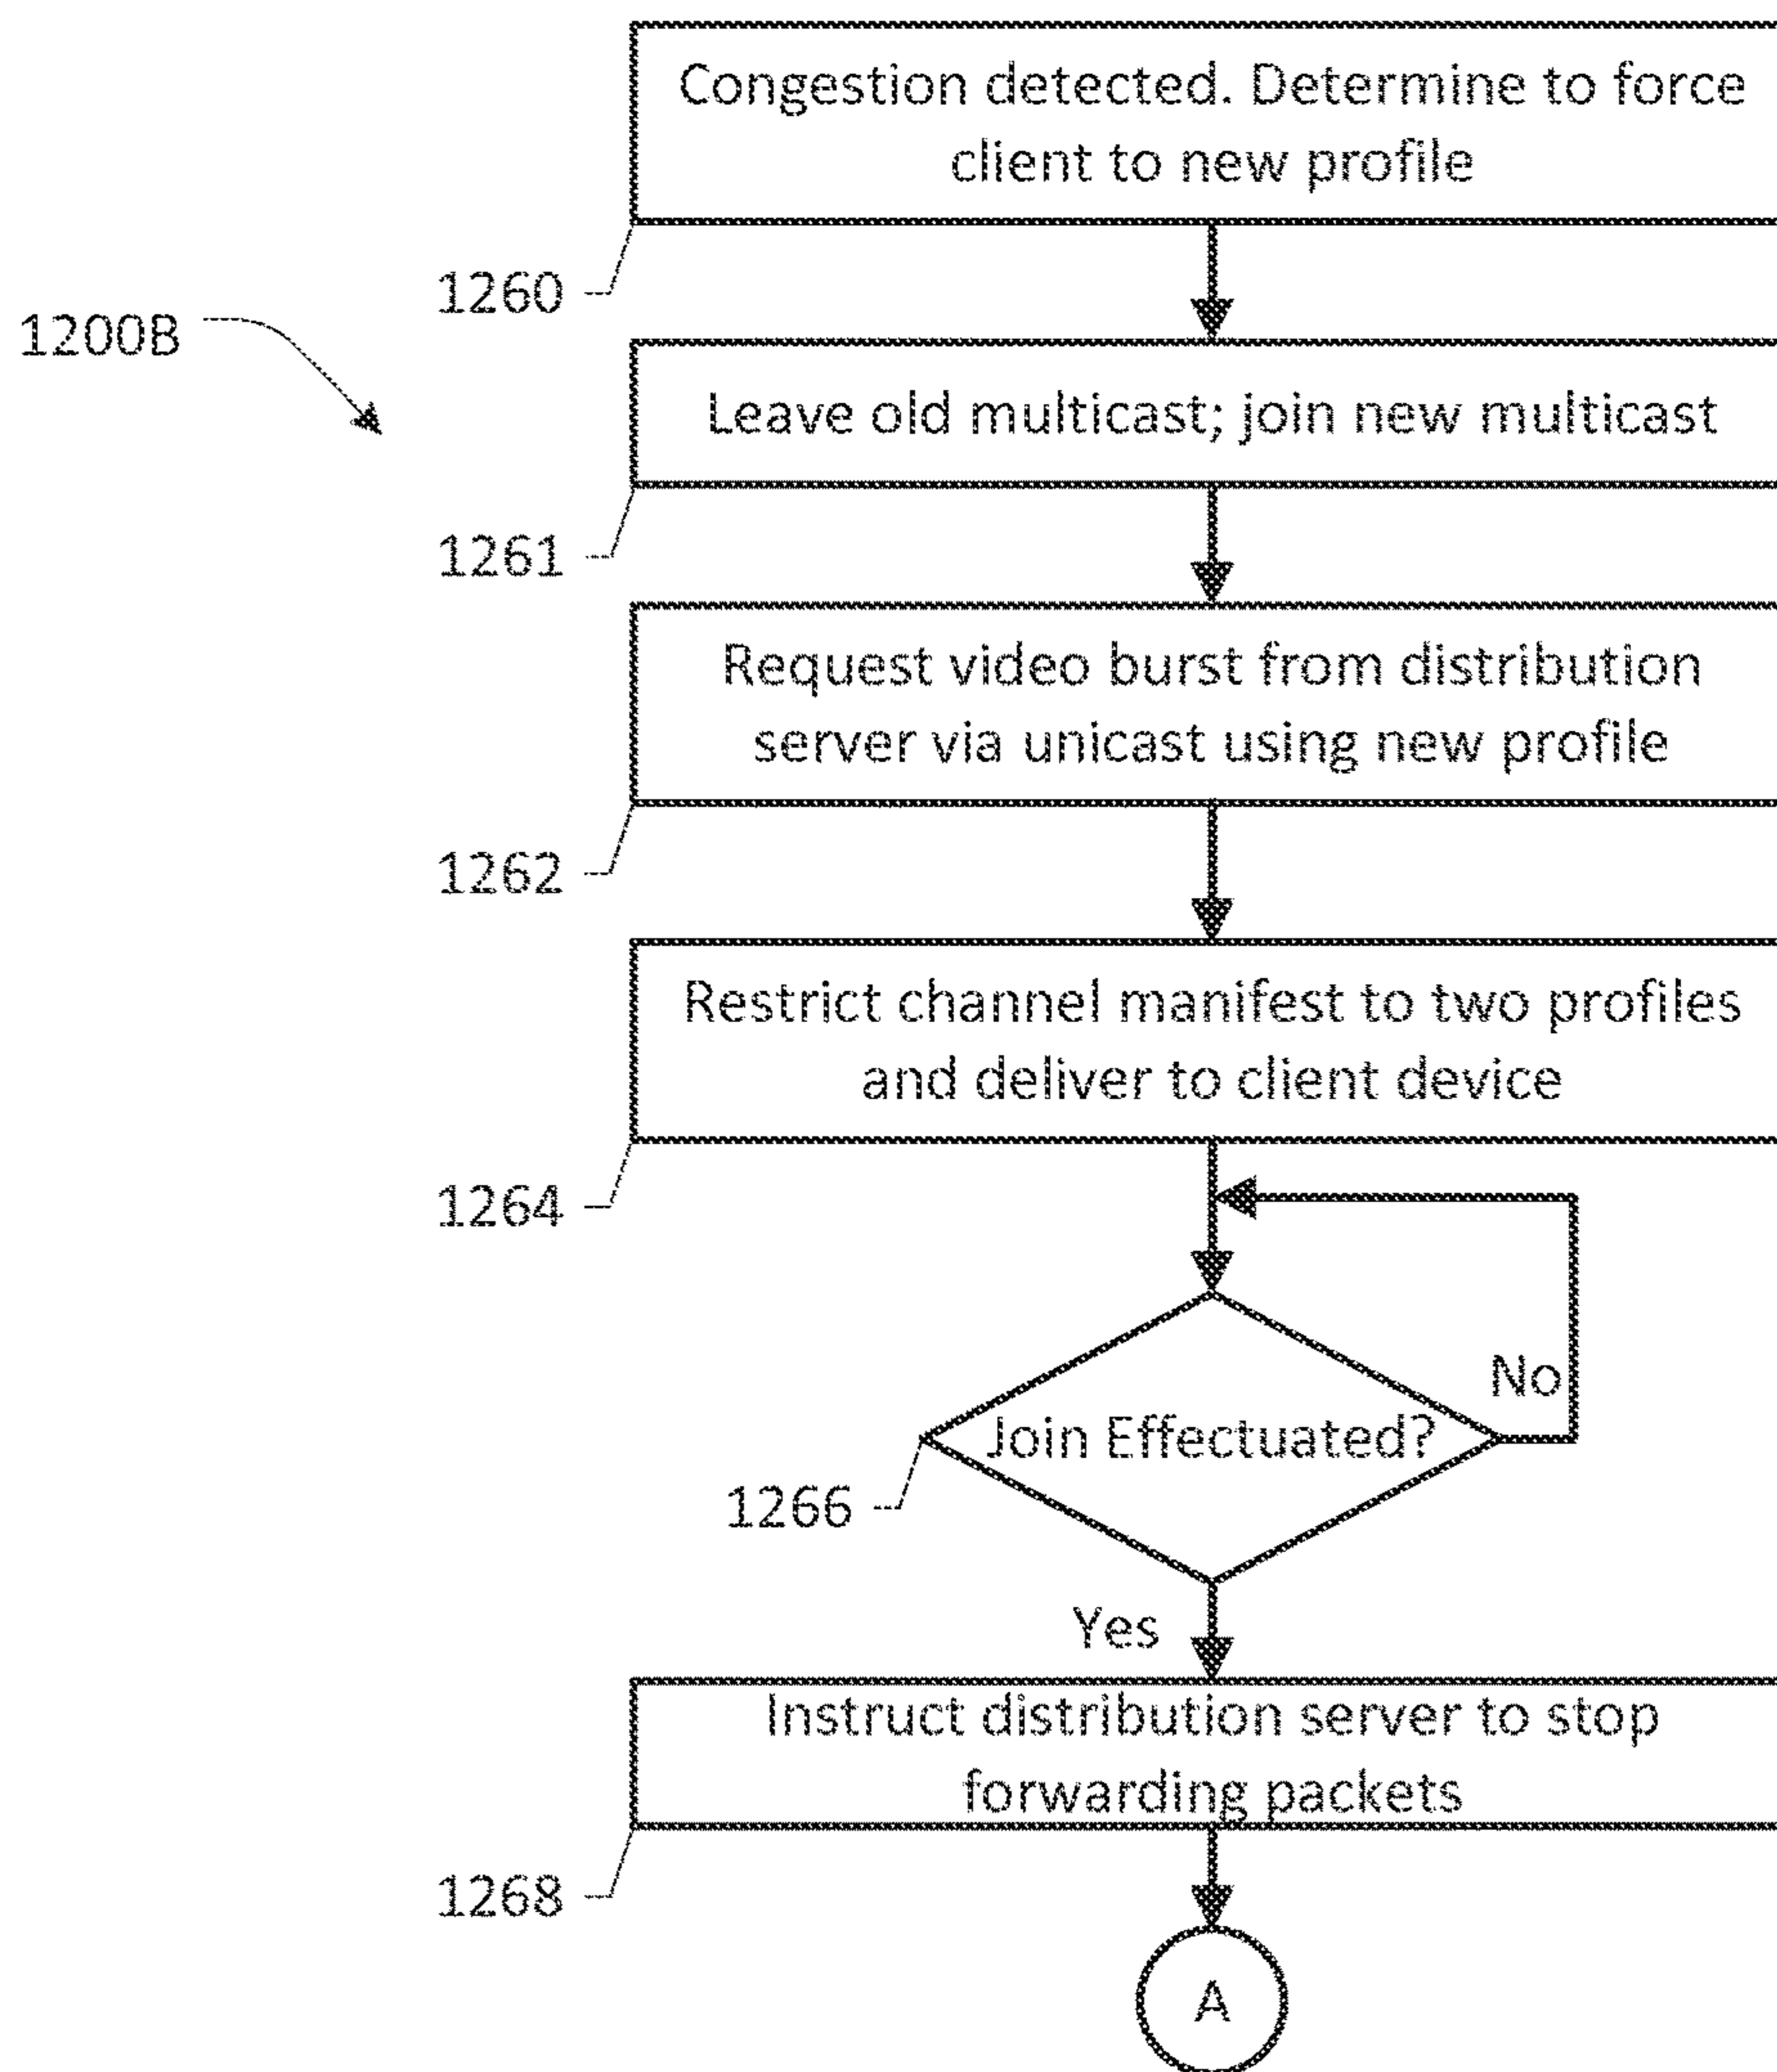 Congestion detected. Determine to force
client to new profile
1260
1200B
Leave old multicast; join new multicast
1261
Request video burst from distribution
server via unicast using new profile
1262
Restrict channel manifest to two profiles
and deliver to client device
1264
No
Join Effectuated?
1266
Yes
Instruct distribution server to stop
forwarding packets
1268
A